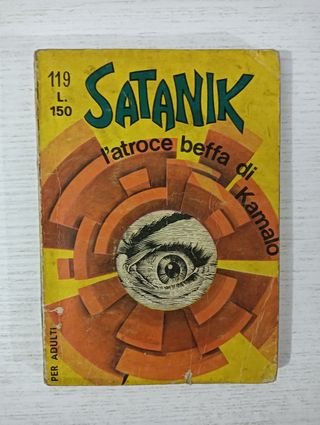 119
L.
150
SATANIK
l'atroce beffa di Kamalo
PER ADULTI